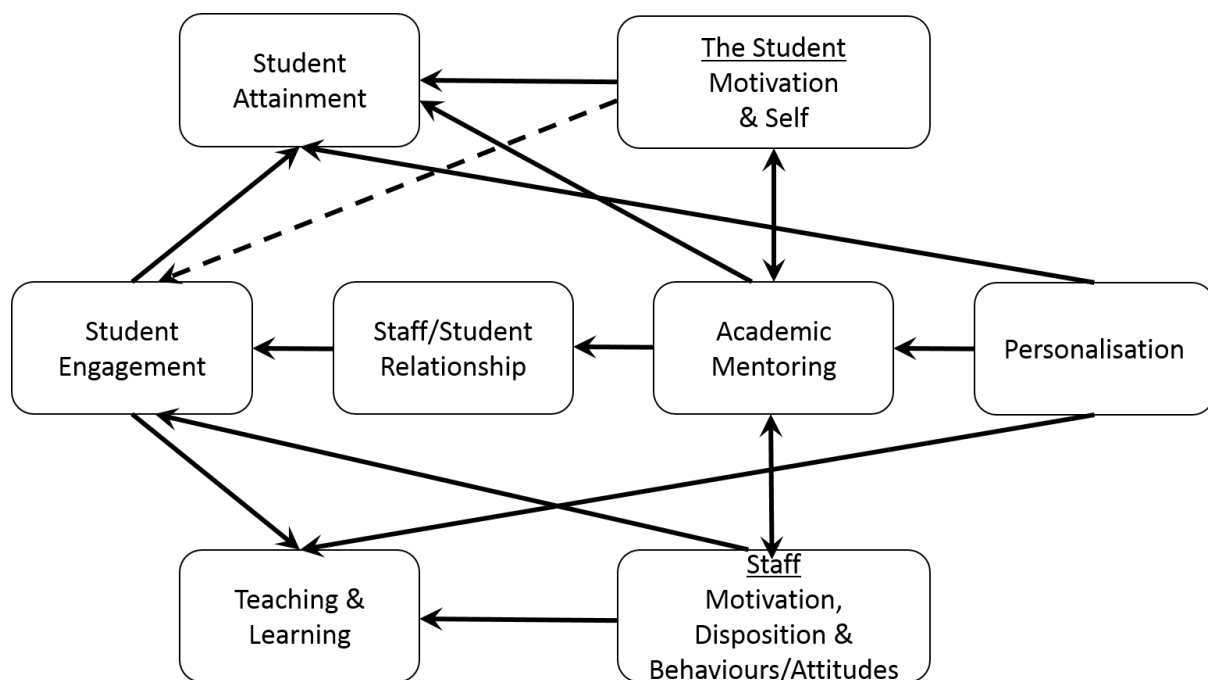 Student
Attainment
The Student
Motivation
& Self
Student
Engagement
Staff/Student
Relationship
Academic
Mentoring
Personalisation
Teaching &
Learning
Staff
Motivation,
Disposition &
Behaviours/Attitudes